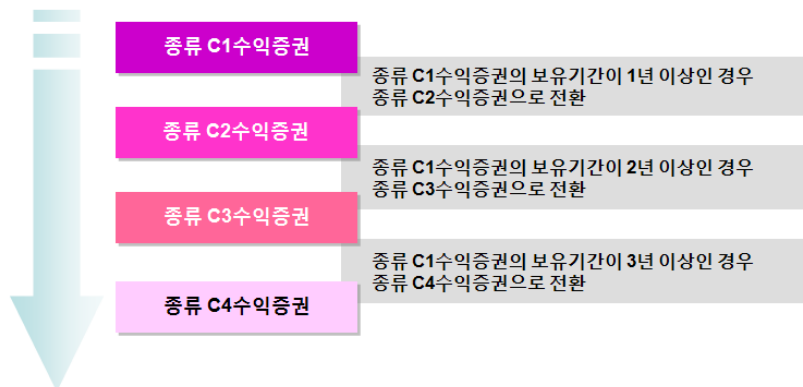 종류 C1수익증권
종류 C1수익증권의 보유기간이 1년 이상인 경우
종류 C2수익증권으로 전환
종류 C2수익증권
종류 C1수익증권의 보유기간이 2년 이상인 경우
종류 C3수익증권으로 전환
종류 C3수익증권
종류 C1수익증권의 보유기간이 3년 이상인 경우
종류 C4수익증권으로 전환
종류 C4수익증권